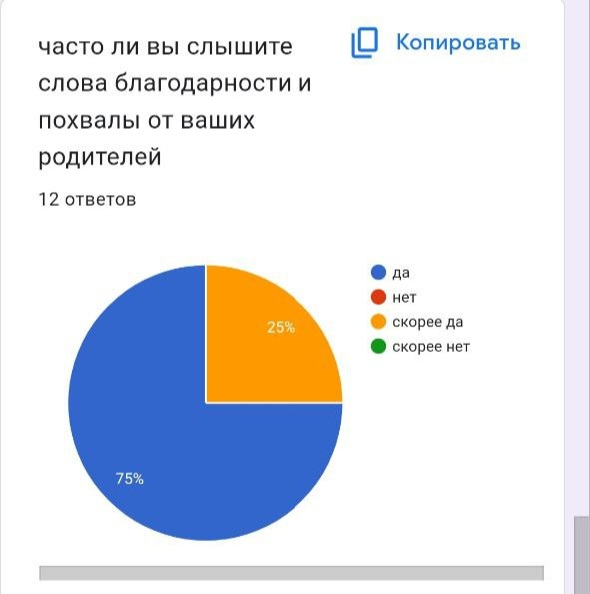 часто ли вы слышите
слова благодарности и
похвалы от ваших
родителей
Копировать
12 ответов
да
нет
скорее да
скорее нет
25%
75%